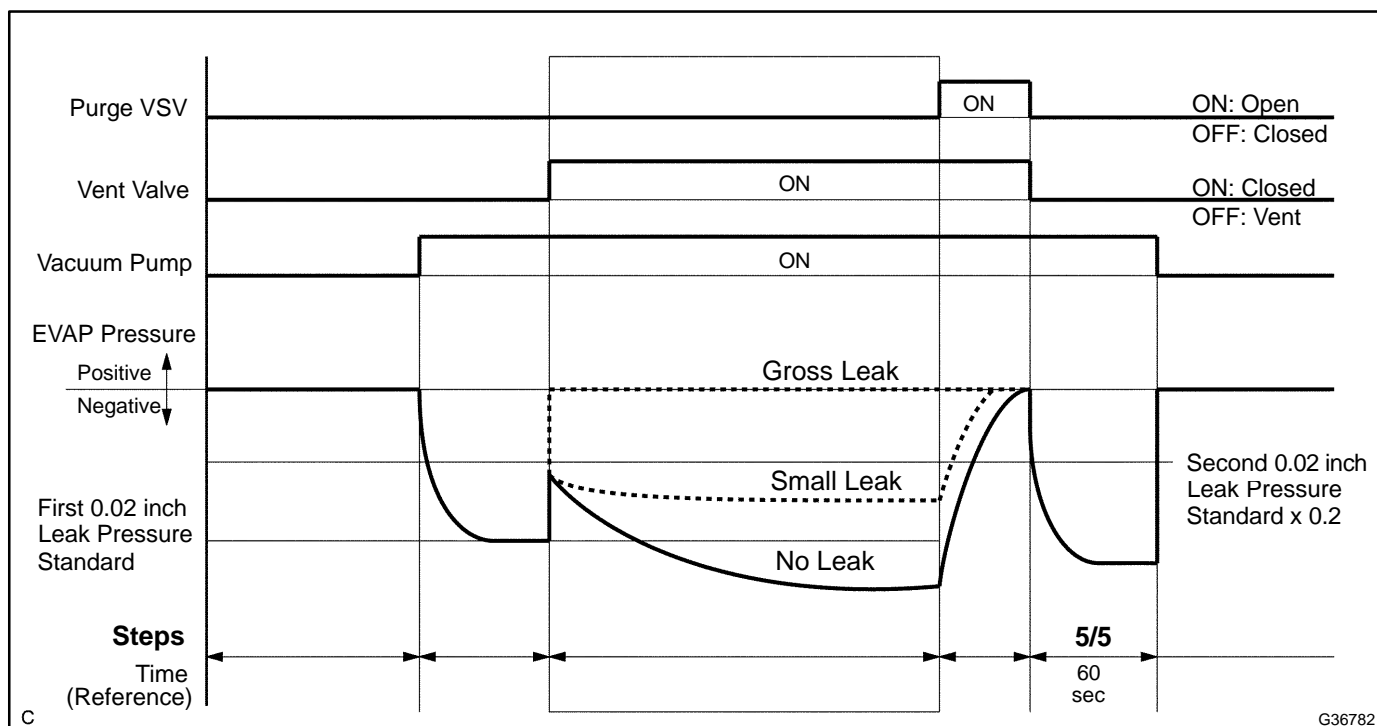 Purge VSV
ON
ON: Open
OFF: Closed
Vent Valve
ON
ON: Closed
OFF: Vent
Vacuum Pump
ON
EVAP Pressure
Positive
Negative
Gross Leak
Small Leak
No Leak
First 0.02 inch
Leak Pressure
Standard
Second 0.02 inch
Leak Pressure
Standard x 0.2
Steps
5/5
Time
(Reference)
60
sec
C
G36782